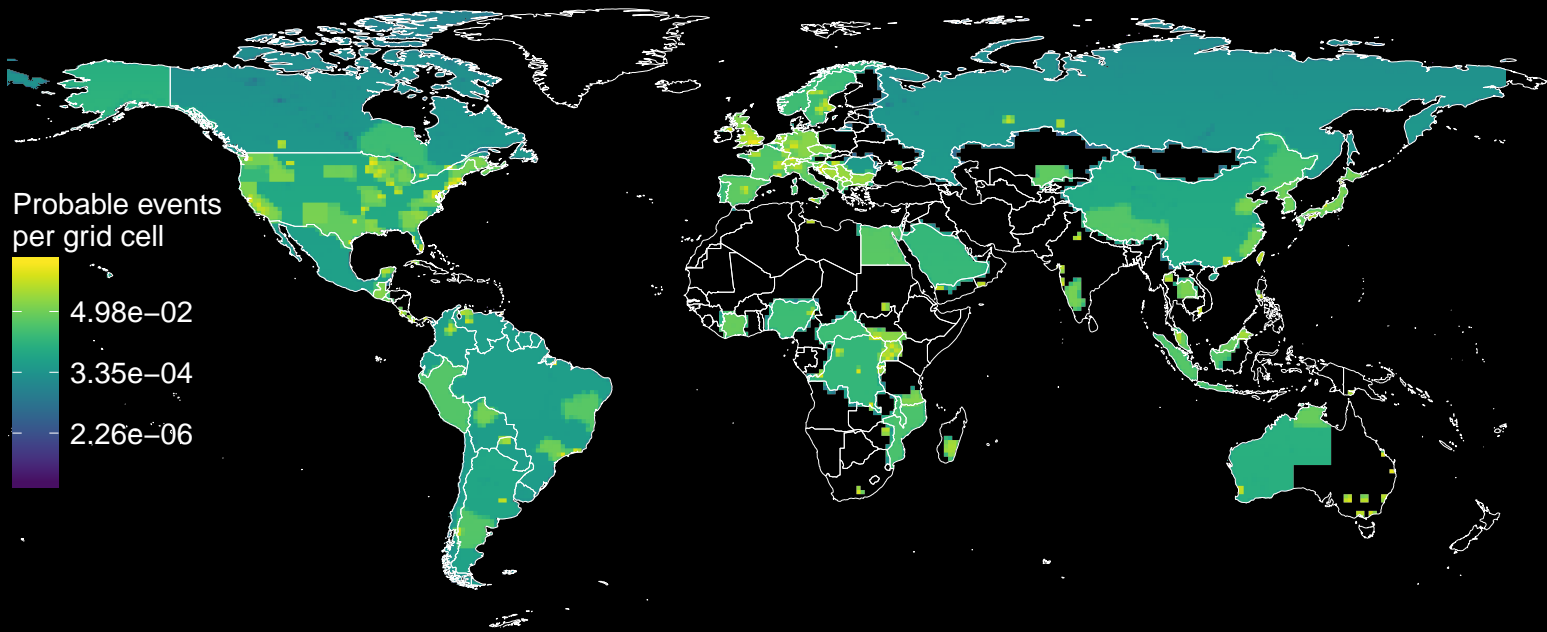 Probable events
per grid cell
4.98e−02
3.35e−04
2.26e−06